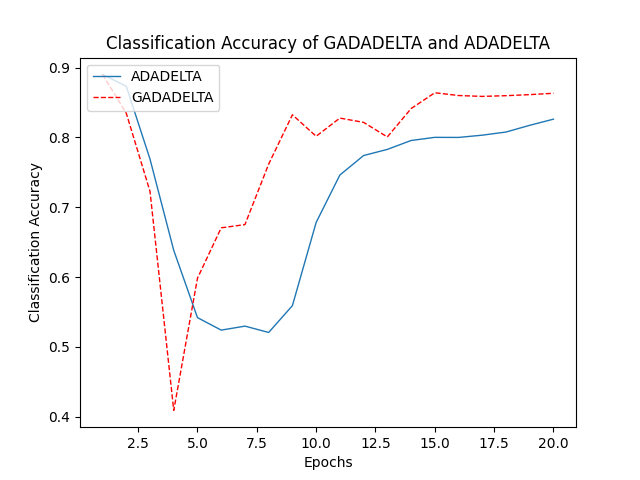 Classification Accuracy of GADADELTA and ADADELTA
ADADELTA
GADADELTA
Classification Accuracy
0.9
0.8
0.7
0.6
0.5
0.4
2.5 5.0 7.5 10.0 12.5 15.0 17.5 20.0
Epochs